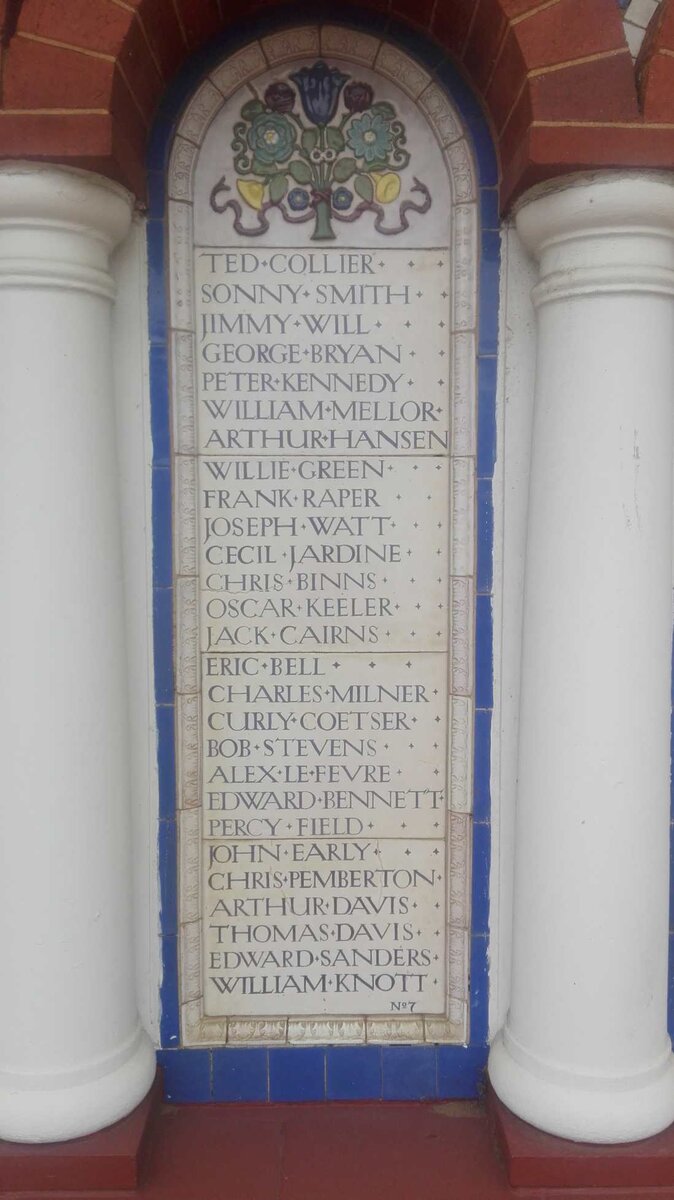 TED·COLLIER· · ·
SONNY·SMITH· ·
JIMMY·WILL · · ·
GEORGE·BRYAN · ·
PETER·KENNEDY · ·
WILLIAM·MELLOR·
ARTHUR·HANSEN
WILLIE·GREEN· · ·
FRANK·RAPER · ·
JOSEPH·WATT· · ·
CECIL·JARDINE · ·
CHRIS·BINNS · · ·
OSCAR·KEELER· · ·
JACK·CAIRNS · · ·
ERIC·BELL · · ·
CHARLES·MILNER ·
CURLY·COETSER· ·
BOB·STEVENS · · ·
ALEX·LE·FEVRE · ·
EDWARD·BENNETT·
PERCY·FIELD · · ·
JOHN·EARLY· · ·
CHRIS·PEMBERTON·
ARTHUR·DAVIS · ·
THOMAS·DAVIS· ·
EDWARD·SANDERS·
WILLIAM·KNOTT ·
Nº7